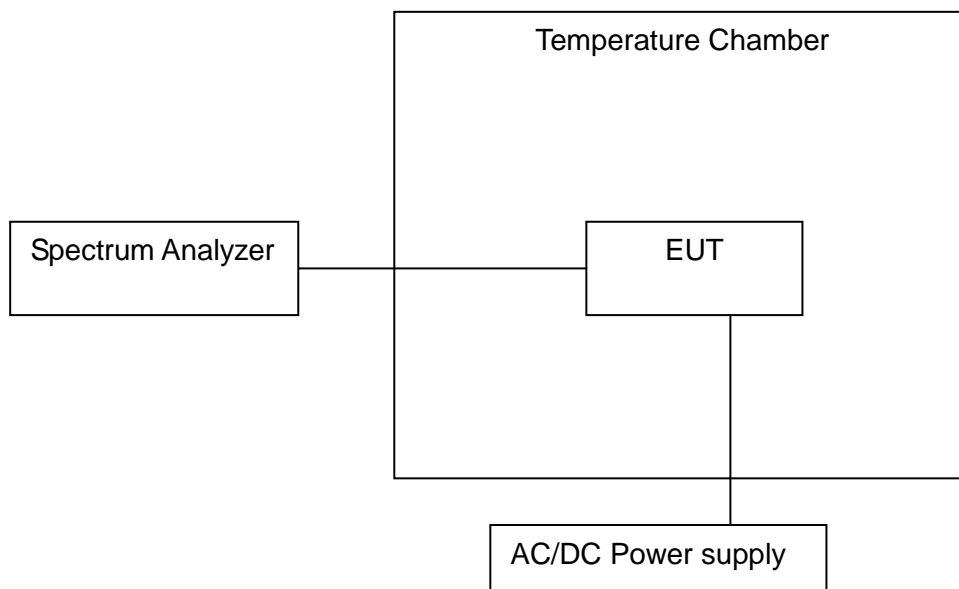 Temperature Chamber
Spectrum Analyzer
EUT
AC/DC Power supply